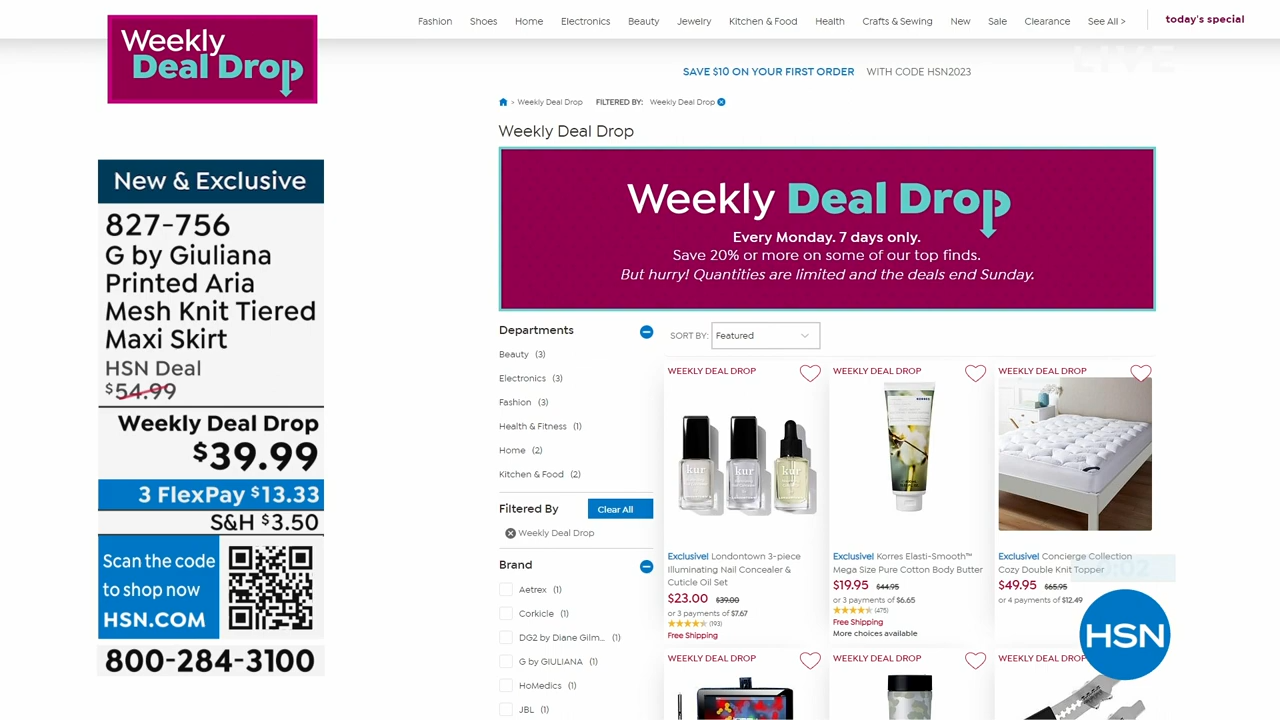 Weekly
Deal Drop
Fashion Shoes Home Electronics Beauty Jewelry Kitchen & Food Health Crafts & Sewing New Sale Clearance See All > today's special
LIVE
SAVE $10 ON YOUR FIRST ORDER WITH CODE HSN2023
> Weekly Deal Drop FILTERED BY: Weekly Deal Drop
Weekly Deal Drop
Weekly Deal Drop
Every Monday. 7 days only.
Save 20% or more on some of our top finds.
But hurry! Quantities are limited and the deals end Sunday.
New & Exclusive
827-756
G by Giuliana
Printed Aria
Mesh Knit Tiered
Maxi Skirt
HSN Deal
$54.99
Weekly Deal Drop
$39.99
3 FlexPay $13.33
S&H $3.50
Scan the code
to shop now
HSN.COM
800-284-3100
Departments
Beauty (3)
Electronics (3)
Fashion (3)
Health & Fitness (1)
Home (2)
Kitchen & Food (2)
Filtered By Clear All
Weekly Deal Drop
Brand
Aetrex (1)
Corkicle (1)
DG2 by Diane Gilm... (1)
G by GIULIANA (1)
HoMedics (1)
JBL (1)
SORT BY: Featured
WEEKLY DEAL DROP
kur kur kur
Exclusive! Londontown 3-piece
Illuminating Nail Concealer &
Cuticle Oil Set
$23.00 $39.00
or 3 payments of $7.67
(193)
Free Shipping
WEEKLY DEAL DROP
KORRES
Exclusive! Korres Elasti-Smooth™
Mega Size Pure Cotton Body Butter
$19.95 $44.95
or 3 payments of $6.65
(475)
Free Shipping
More choices available
WEEKLY DEAL DROP
Exclusive! Concierge Collection
Cozy Double Knit Topper
$49.95 $65.95
or 4 payments of $12.49
HSN
WEEKLY DEAL DROP
WEEKLY DEAL DROP
WEEKLY DEAL DROP